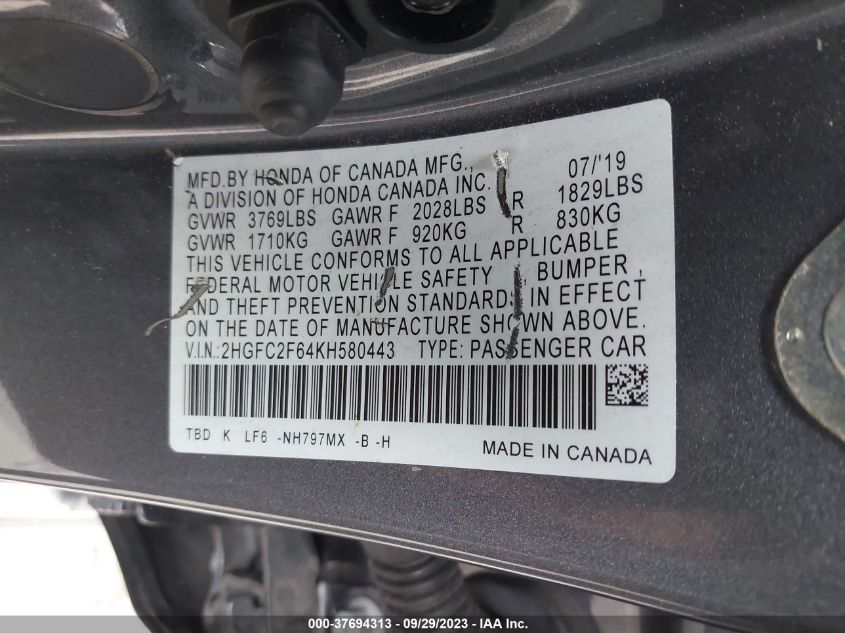 MFD.BY HONDA OF CANADA MFG., 07/'19
A DIVISION OF HONDA CANADA INC.
GVWR 3769LBS GAWR F 2028LBS R 1829LBS
GVWR 1710KG GAWR F 920KG R 830KG
THIS VEHICLE CONFORMS TO ALL APPLICABLE
FEDERAL MOTOR VEHICLE SAFETY , BUMPER ,
AND THEFT PREVENTION STANDARDS IN EFFECT
ON THE DATE OF MANUFACTURE SHOWN ABOVE.
V.I.N.:2HGFC2F64KH580443 TYPE: PASSENGER CAR
TBD K LF6 -NH797MX -B -H
MADE IN CANADA
000-37694313 - 09/29/2023 - IAA Inc.